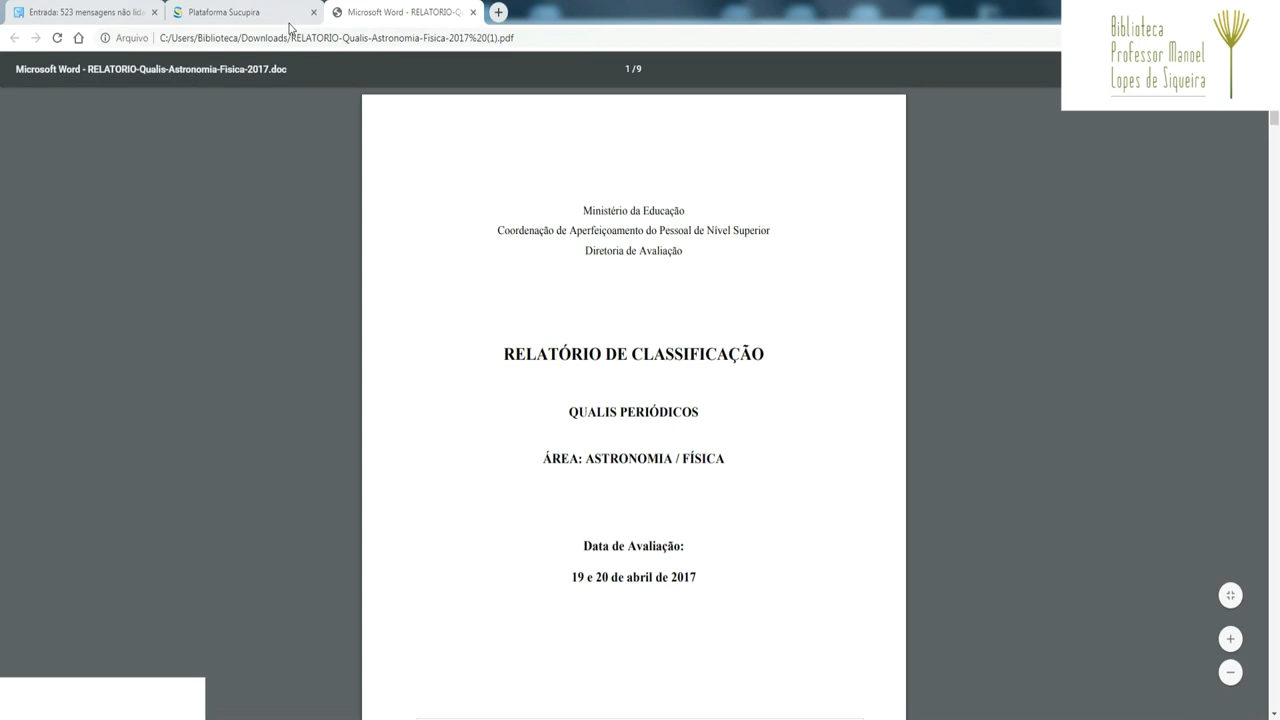 Entrada: 523 mensagens não lid
Plataforma Sucupira
Microsoft Word - RELATORIO-Q
Arquivo
C:/Users/Biblioteca/Downloads/RELATORIO-Qualis-Astronomia-Fisica-2017%20(1).pdf
Microsoft Word - RELATORIO-Qualis-Astronomia-Fisica-2017.doc
1 / 9
Biblioteca
Professor Manoel
Lopes de Siqueira
Ministério da Educação
Coordenação de Aperfeiçoamento do Pessoal de Nível Superior
Diretoria de Avaliação
RELATÓRIO DE CLASSIFICAÇÃO
QUALIS PERIÓDICOS
ÁREA: ASTRONOMIA / FÍSICA
Data de Avaliação:
19 e 20 de abril de 2017